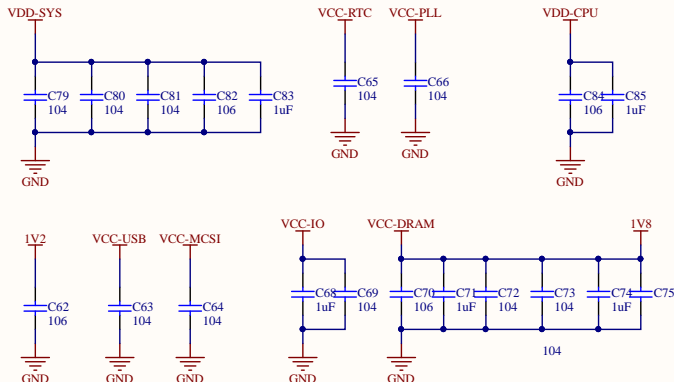 VDD-SYS
VCC-RTC
VCC-PLL
VDD-CPU
C79
104
C80
104
C81
104
C82
106
C83
1uF
C65
104
C66
104
C84
106
C85
1uF
GND
GND
GND
GND
1V2
VCC-USB
VCC-MCSI
VCC-IO
VCC-DRAM
1V8
C62
106
C63
104
C64
104
C68
1uF
C69
104
C70
106
C71
1uF
C72
104
C73
104
C74
1uF
C75
104
GND
GND
GND
GND
GND